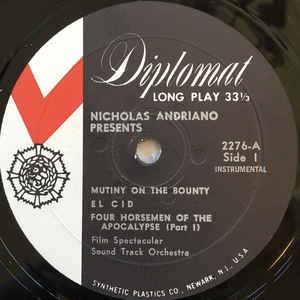 Diplomat
LONG PLAY 33⅓
NICHOLAS ANDRIANO
PRESENTS
2276-A
Side 1
INSTRUMENTAL
MUTINY ON THE BOUNTY
EL CID
FOUR HORSEMEN OF THE
APOCALYPSE (Part 1)
Film Spectacular
Sound Track Orchestra
SYNTHETIC PLASTICS CO., NEWARK, N.J., U.S.A